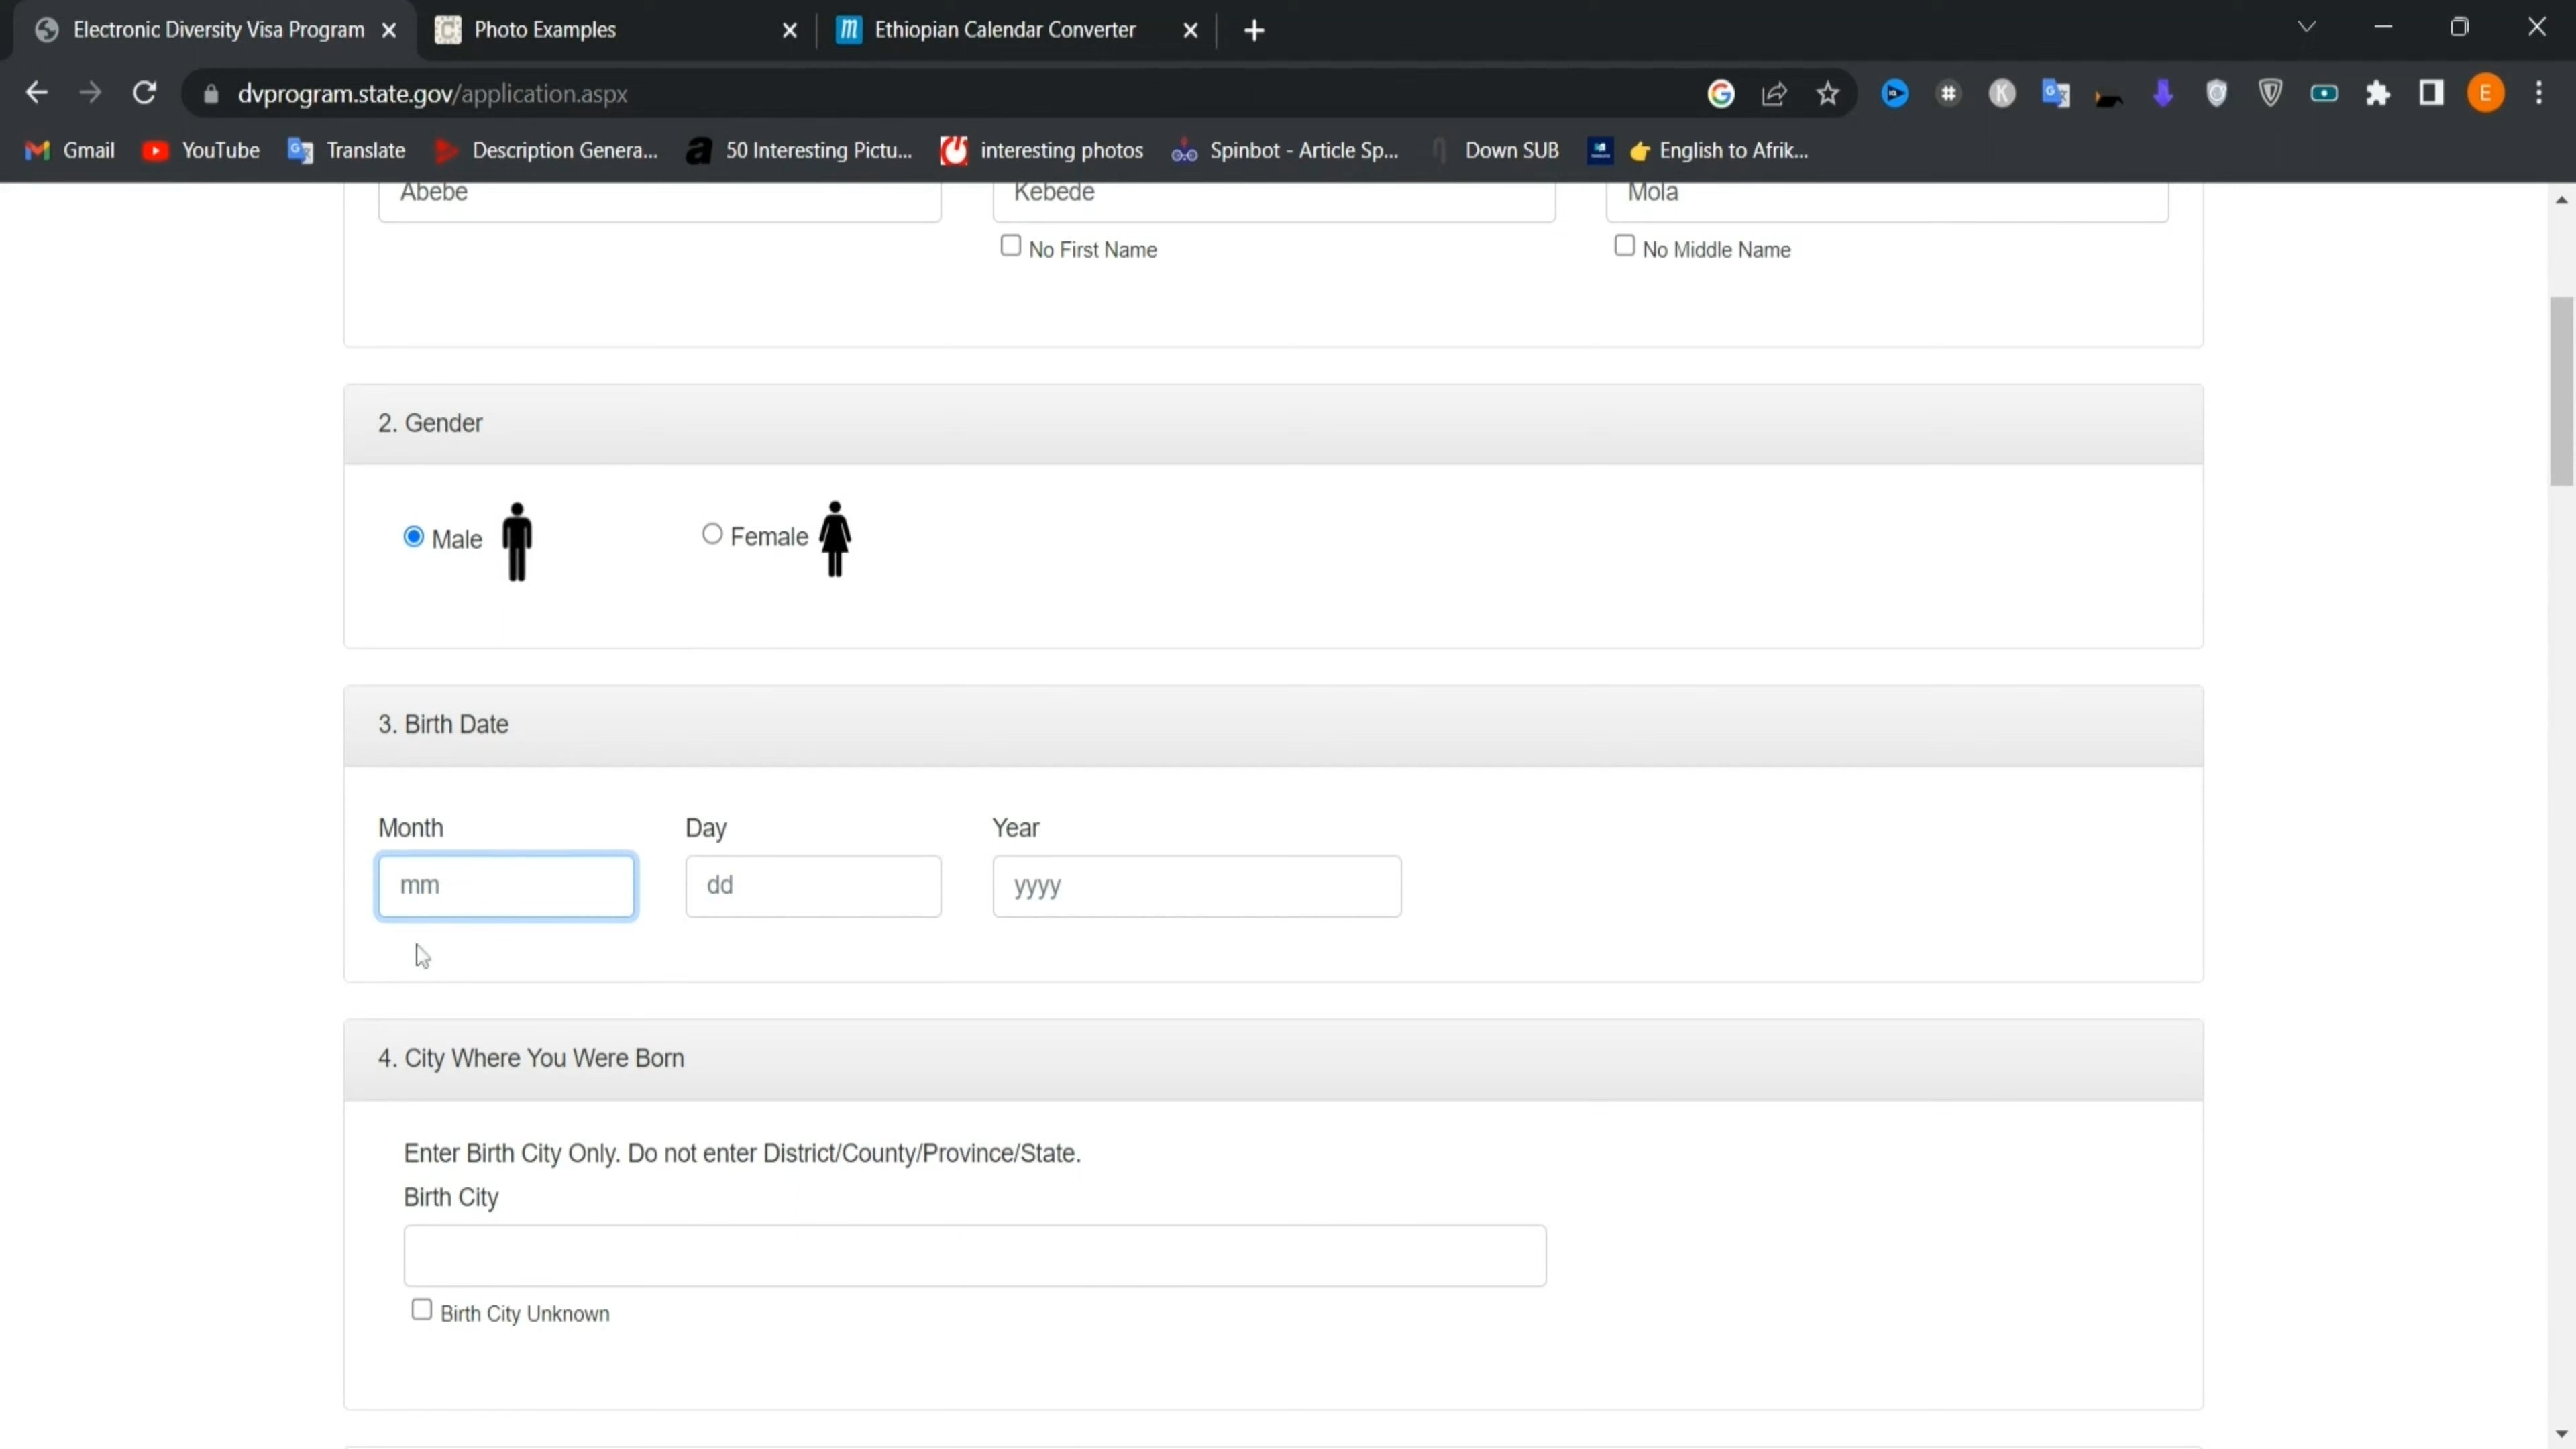 Electronic Diversity Visa Program
Photo Examples
Ethiopian Calendar Converter
dvprogram.state.gov/application.aspx
E
Gmail
YouTube
Translate
Description Genera...
50 Interesting Pictu...
interesting photos
Spinbot - Article Sp...
Down SUB
👉 English to Afrik...
Abebe
Kebede
Mola
No First Name
No Middle Name
2. Gender
Male
Female
3. Birth Date
Month
Day
Year
mm
dd
yyyy
4. City Where You Were Born
Enter Birth City Only. Do not enter District/County/Province/State.
Birth City
Birth City Unknown